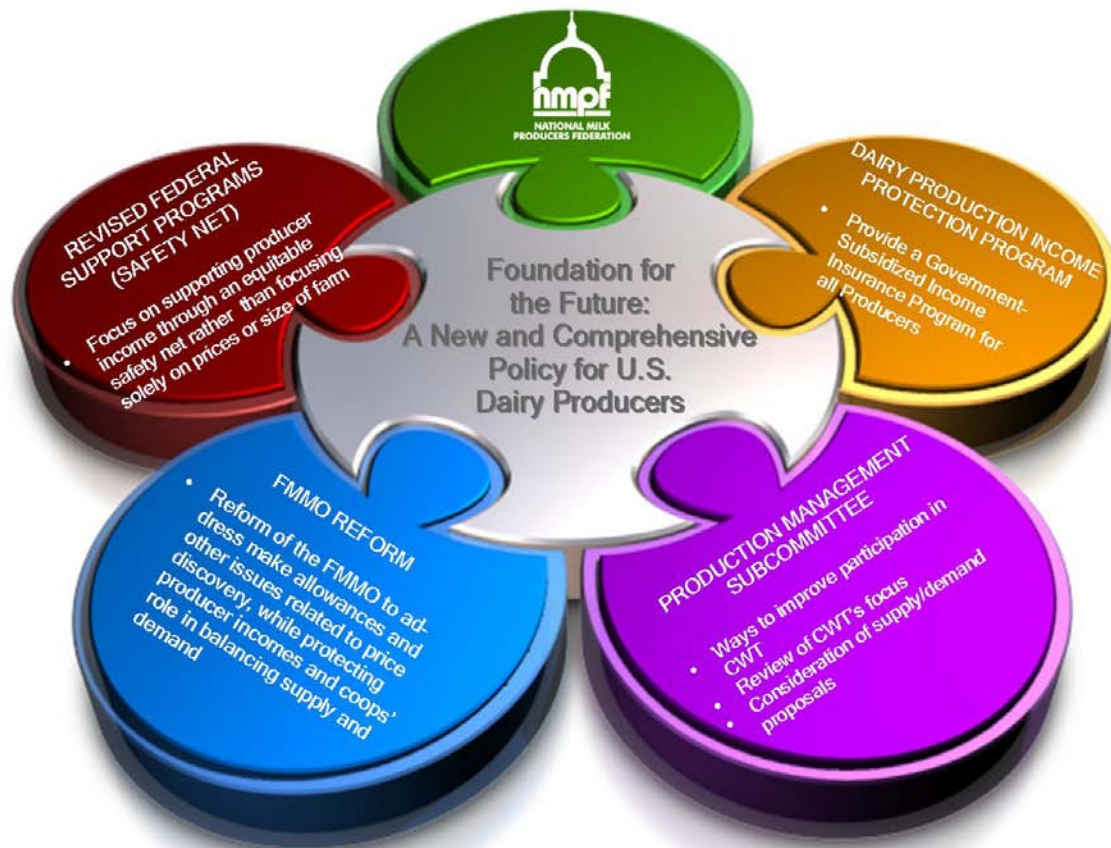 nmpf
NATIONAL MILK
PRODUCERS FEDERATION
REVISED FEDERAL
SUPPORT PROGRAMS
(SAFETY NET)
• Focus on supporting producer
income through an equitable
safety net rather than focusing
solely on prices or size of farm
DAIRY PRODUCTION INCOME
PROTECTION PROGRAM
• Provide a Government-
Subsidized Income
Insurance Program for
all Producers
Foundation for
the Future:
A New and Comprehensive
Policy for U.S.
Dairy Producers
FMMO REFORM
• Reform of the FMMO to ad-
dress make allowances and
other issues related to price
discovery, while protecting
producer incomes and coops'
role in balancing supply and
demand
PRODUCTION MANAGEMENT
SUBCOMMITTEE
• Ways to improve participation in
CWT
• Review of CWT's focus
• Consideration of supply/demand
proposals